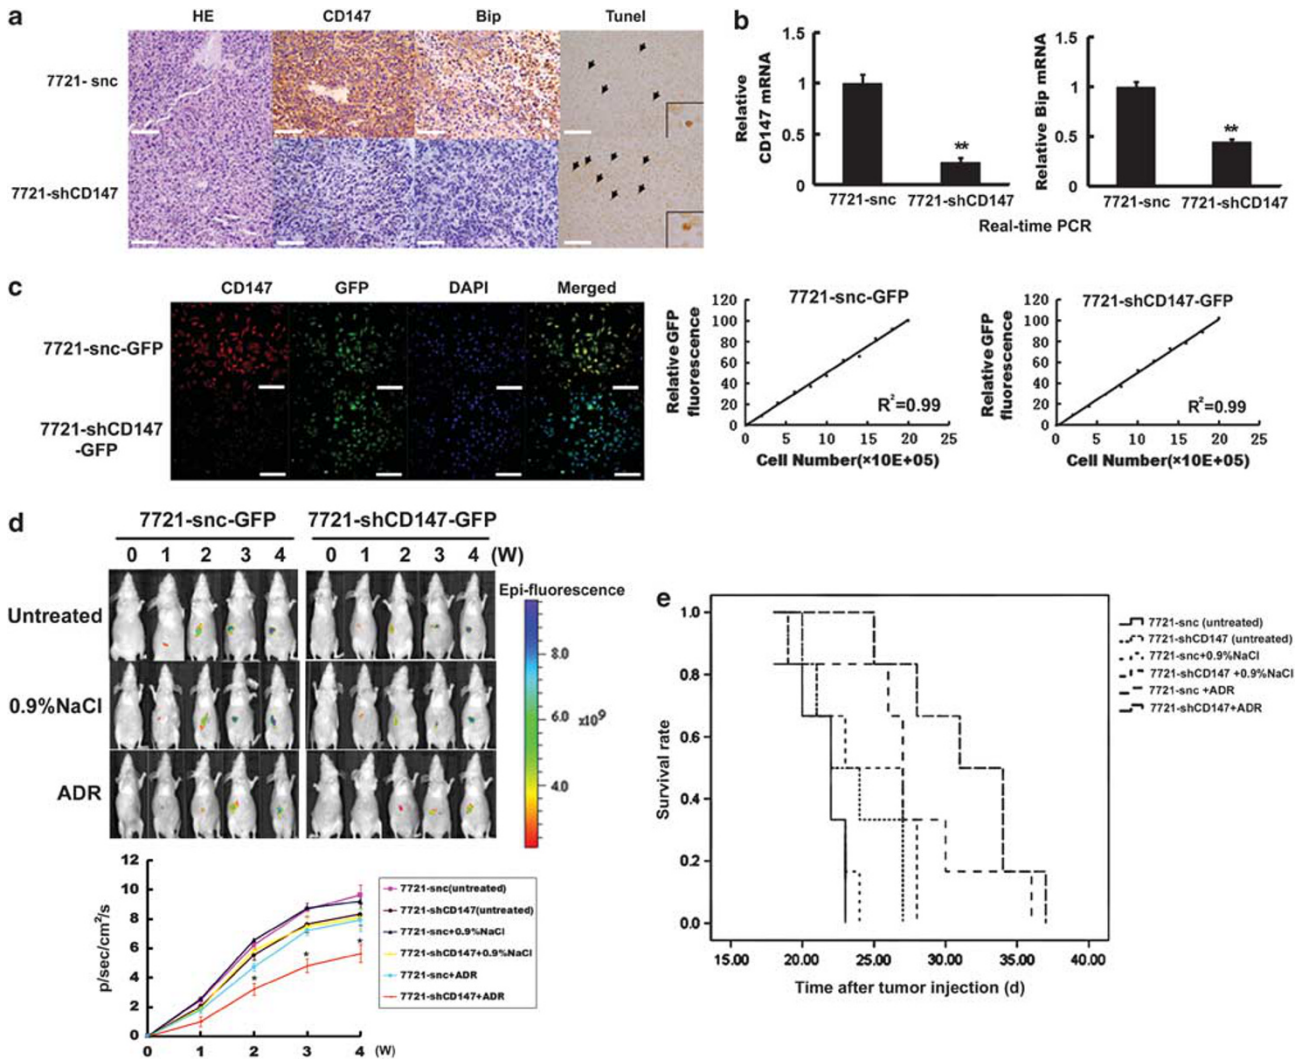 a
HE CD147 Bip Tunel
7721- snc
7721-shCD147
b
Relative CD147 mRNA
1.5
1
0.5
0
**
7721-snc 7721-shCD147
Relative Bip mRNA
1.5
1
0.5
0
**
7721-snc 7721-shCD147
Real-time PCR
c
CD147 GFP DAPI Merged
7721-snc-GFP
7721-shCD147
-GFP
7721-snc-GFP
Relative GFP
fluorescence
120
100
80
60
40
20
0
R²=0.99
0 5 10 15 20 25
Cell Number(×10E+05)
7721-shCD147-GFP
Relative GFP
fluorescence
120
100
80
60
40
20
0
R²=0.99
0 5 10 15 20 25
Cell Number(×10E+05)
d
7721-snc-GFP 7721-shCD147-GFP
0 1 2 3 4 0 1 2 3 4 (W)
Untreated
0.9%NaCl
ADR
Epi-fluorescence
8.0
6.0 x10⁹
4.0
p/sec/cm²/s
12
10
8
6
4
2
0
* * *
0 1 2 3 4 (W)
7721-snc(untreated)
7721-shCD147(untreated)
7721-snc+0.9%NaCl
7721-shCD147+0.9%NaCl
7721-snc+ADR
7721-shCD147+ADR
e
Survival rate
1.0
0.8
0.6
0.4
0.2
0.0
15.00 20.00 25.00 30.00 35.00 40.00
Time after tumor injection (d)
7721-snc (untreated)
7721-shCD147 (untreated)
7721-snc+0.9%NaCl
7721-shCD147 +0.9%NaCl
7721-snc +ADR
7721-shCD147+ADR